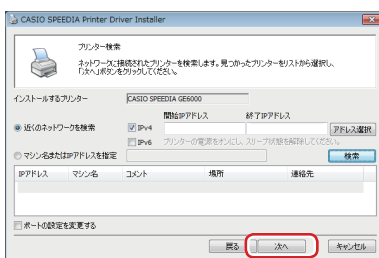 CASIO SPEEDIA Printer Driver Installer
プリンター検索
ネットワークに接続されたプリンターを検索します。見つかったプリンターをリストから選択し、
「次へ」ボタンをクリックしてください。
インストールするプリンター CASIO SPEEDIA GE6000
開始IPアドレス 終了IPアドレス
近くのネットワークを検索 IPv4 アドレス選択
IPv6 プリンターの電源をオンにし、スリープ状態を解除してください。
マシン名またはIPアドレスを指定 検索
IPアドレス マシン名 コメント 場所 連絡先
ポートの設定を変更する
戻る 次へ キャンセル